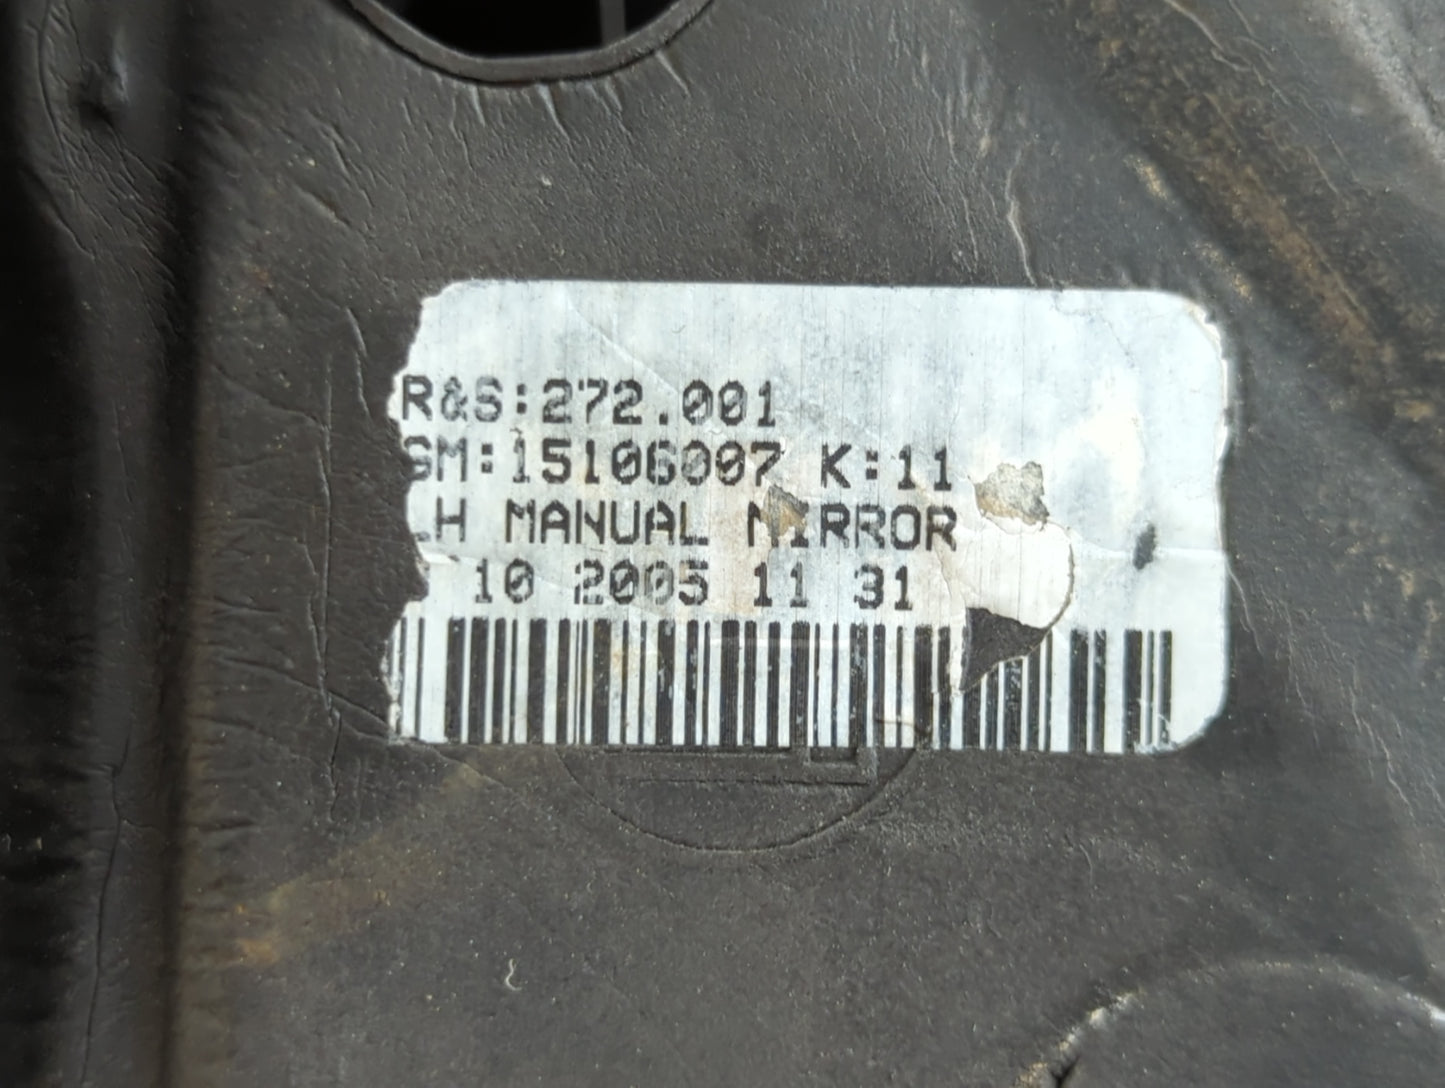 R&S:272.001
GM:15106007 K:11
LH MANUAL MIRROR
10 2005 11 31